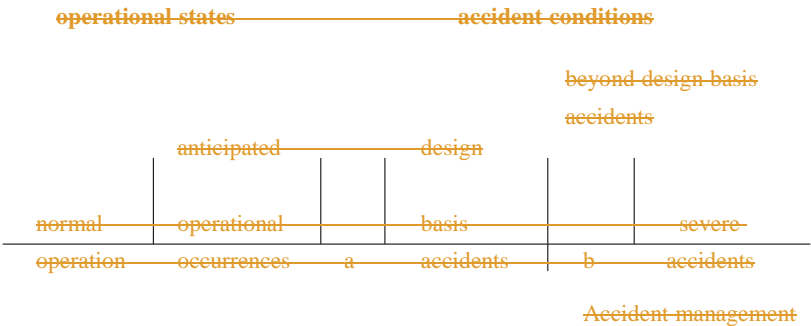 operational states accident conditions
beyond design basis
accidents
anticipated design
normal operational basis severe
operation occurrences a accidents b accidents
Accident management